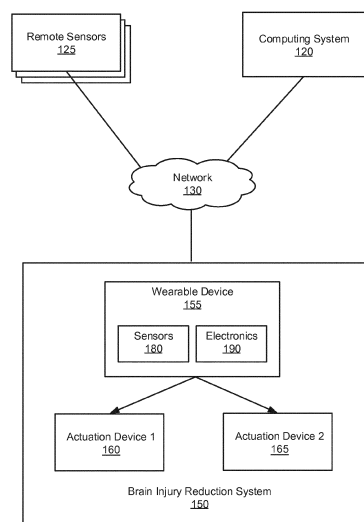 Remote Sensors
125
Computing System
120
Network
130
Wearable Device
155
Sensors
180
Electronics
190
Actuation Device 1
160
Actuation Device 2
165
Brain Injury Reduction System
150